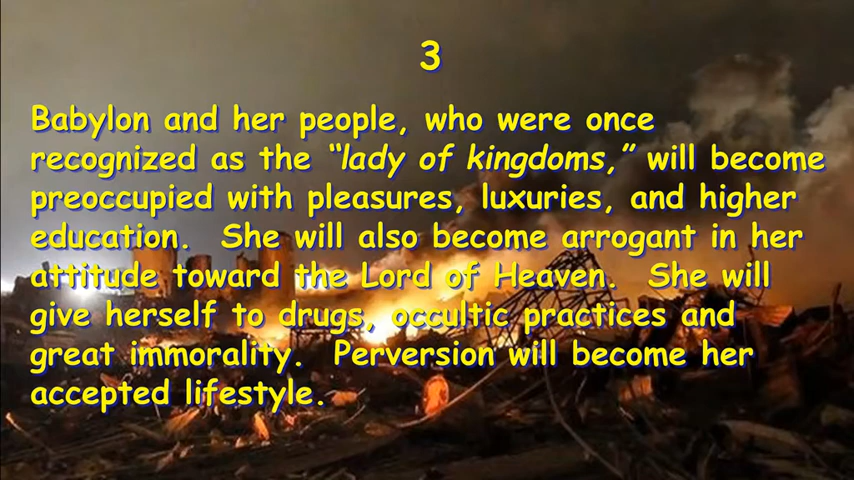 3
Babylon and her people, who were once
recognized as the “lady of kingdoms,” will become
preoccupied with pleasures, luxuries, and higher
education.  She will also become arrogant in her
attitude toward the Lord of Heaven.  She will
give herself to drugs, occultic practices and
great immorality.  Perversion will become her
accepted lifestyle.